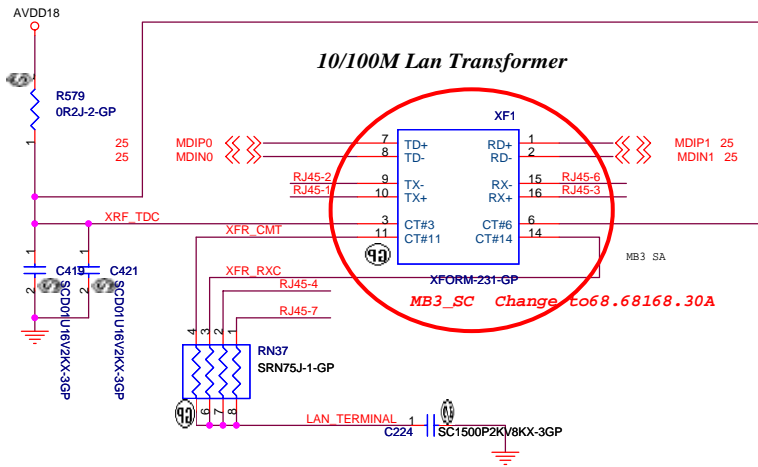 AVDD18
10/100M Lan Transformer
R579
0R2J-2-GP
1
XF1
25 MDIP0 7 TD+ RD+ 1 MDIP1 25
25 MDIN0 8 TD- RD- 2 MDIN1 25
RJ45-2 9 TX- RX- 15 RJ45-6
RJ45-1 10 TX+ RX+ 16 RJ45-3
XRF_TDC 3 CT#3 CT#6 6
XFR_CMT 11 CT#11 CT#14 14
GP
MB3 SA
1 1
C419 C421
2 2
SCD01U16V2KX-3GP SCD01U16V2KX-3GP
XFR_RXC
XFORM-231-GP
RJ45-4
MB3_SC Change to68.68168.30A
RJ45-7
4 3 2 1
RN37
SRN75J-1-GP
GP
6 7 8
LAN_TERMINAL 1
C224 SC1500P2KV8KX-3GP